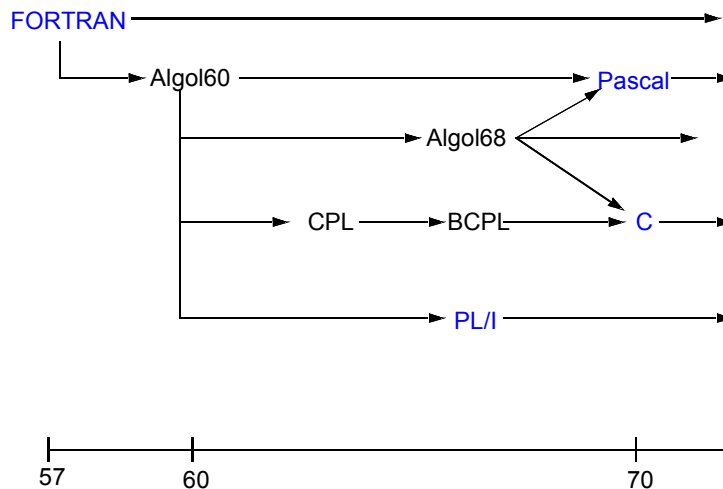 FORTRAN
Algol60
Pascal
Algol68
CPL
BCPL
C
PL/I
57
60
70